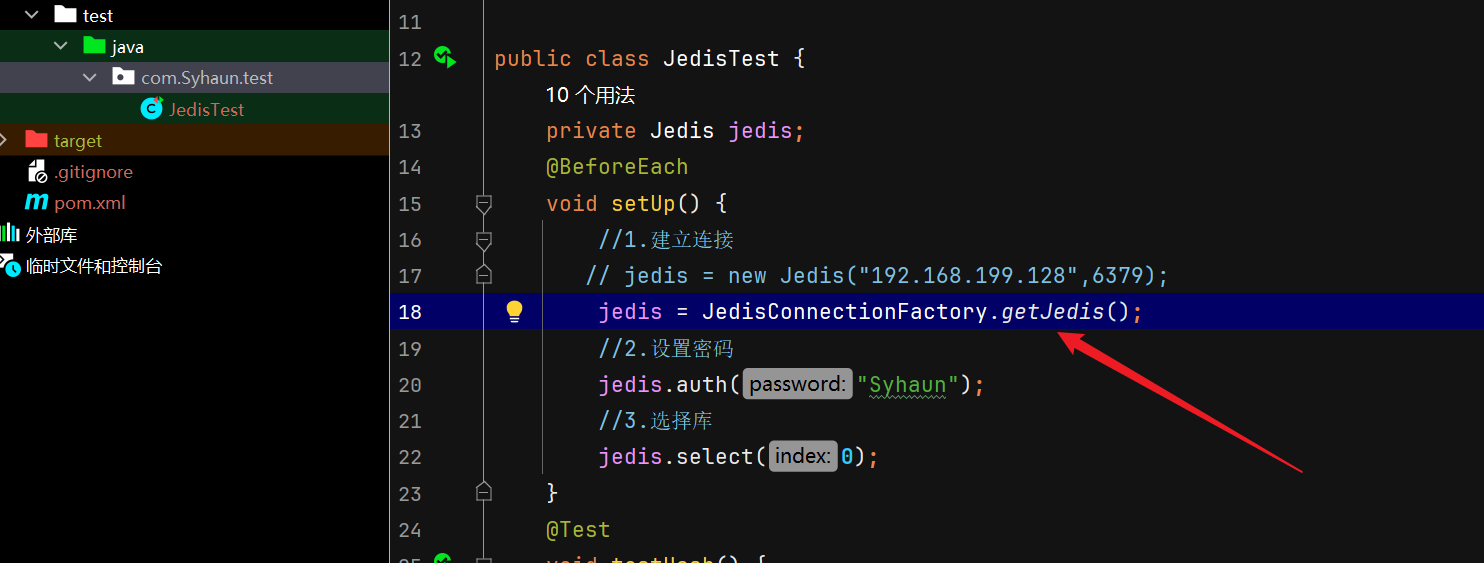 test
java
com.Syhaun.test
JedisTest
target
.gitignore
pom.xml
外部库
临时文件和控制台
11
12 public class JedisTest {
10 个用法
13 private Jedis jedis;
14 @BeforeEach
15 void setUp() {
16 //1.建立连接
17 // jedis = new Jedis("192.168.199.128",6379);
18 jedis = JedisConnectionFactory.getJedis();
19 //2.设置密码
20 jedis.auth( password: "Syhaun");
21 //3.选择库
22 jedis.select( index: 0);
23 }
24 @Test